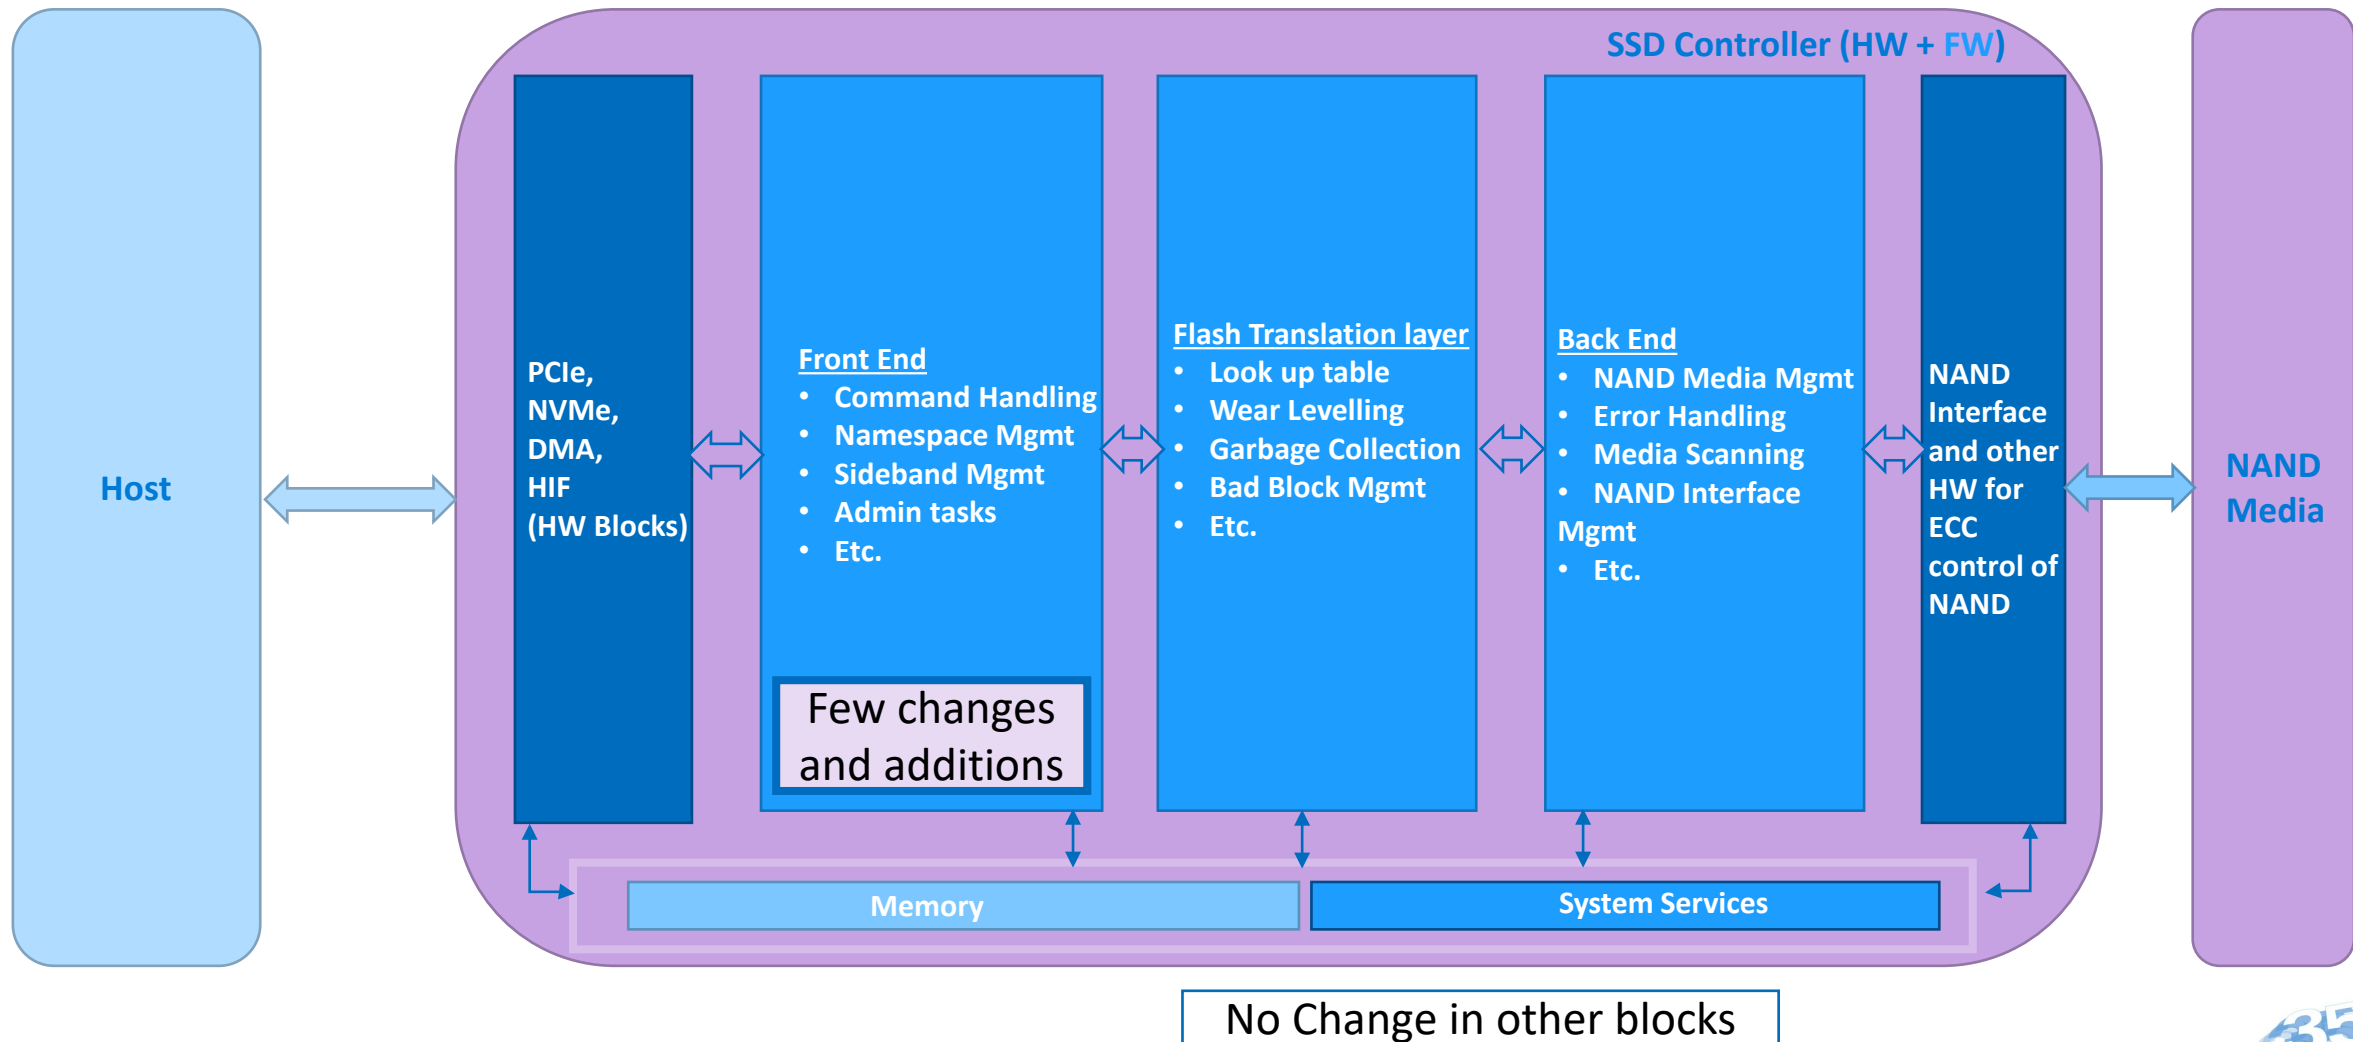 SSD Controller (HW + FW)
Host
PCIe,
NVMe,
DMA,
HIF
(HW Blocks)
Front End
• Command Handling
• Namespace Mgmt
• Sideband Mgmt
• Admin tasks
• Etc.
Few changes
and additions
Flash Translation layer
• Look up table
• Wear Levelling
• Garbage Collection
• Bad Block Mgmt
• Etc.
Back End
• NAND Media Mgmt
• Error Handling
• Media Scanning
• NAND Interface
Mgmt
• Etc.
NAND
Interface
and other
HW for
ECC
control of
NAND
NAND
Media
Memory
System Services
No Change in other blocks
35